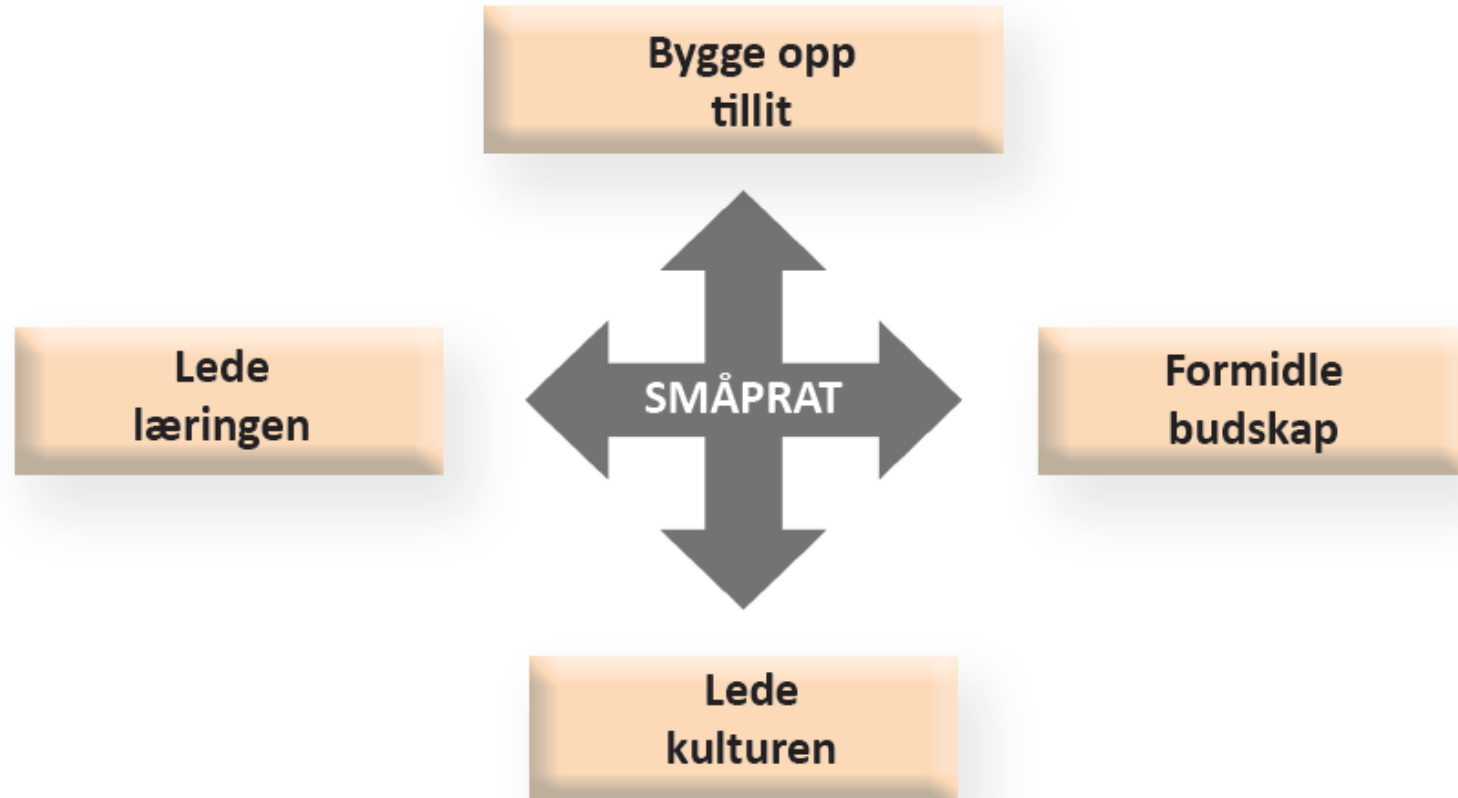 Bygge opp
tillit
Lede
læringen
SMÅPRAT
Formidle
budskap
Lede
kulturen